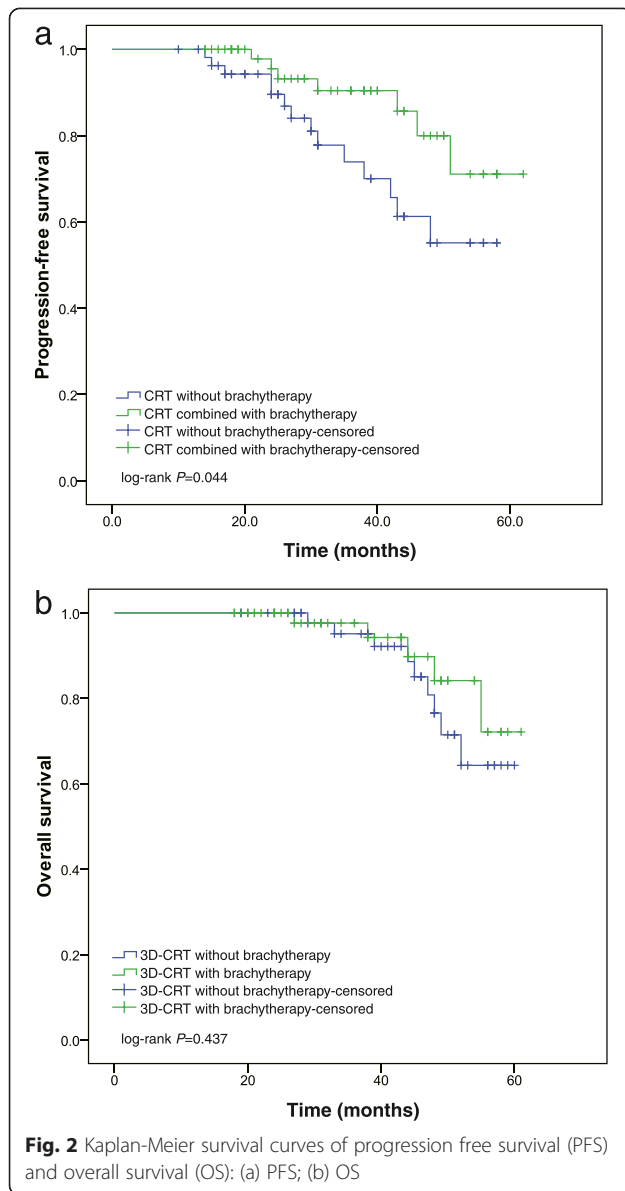 a
1.0
0.8
0.6
0.4
0.2
0.0
Progression-free survival
CRT without brachytherapy
CRT combined with brachytherapy
CRT without brachytherapy-censored
CRT combined with brachytherapy-censored
log-rank P=0.044
0.0 20.0 40.0 60.0
Time (months)
b
1.0
0.8
0.6
0.4
0.2
0.0
Overall survival
3D-CRT without brachytherapy
3D-CRT with brachytherapy
3D-CRT without brachytherapy-censored
3D-CRT with brachytherapy-censored
log-rank P=0.437
0 20 40 60
Time (months)
Fig. 2 Kaplan-Meier survival curves of progression free survival (PFS)
and overall survival (OS): (a) PFS; (b) OS